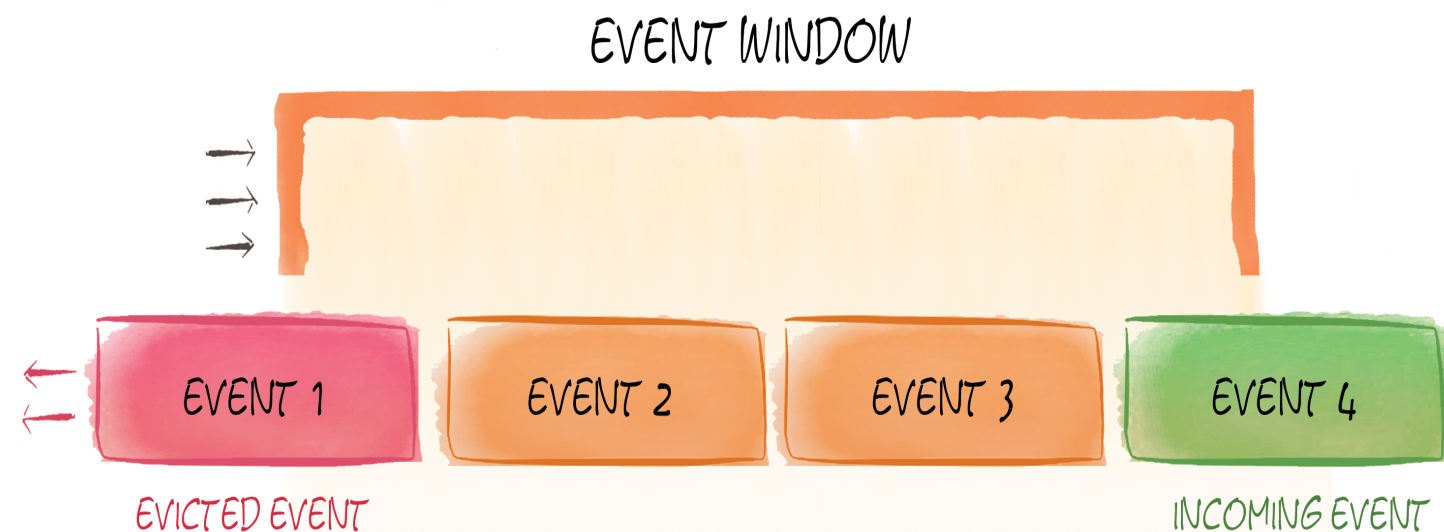 EVENT WINDOW
EVENT 1
EVENT 2
EVENT 3
EVENT 4
EVICTED EVENT
INCOMING EVENT